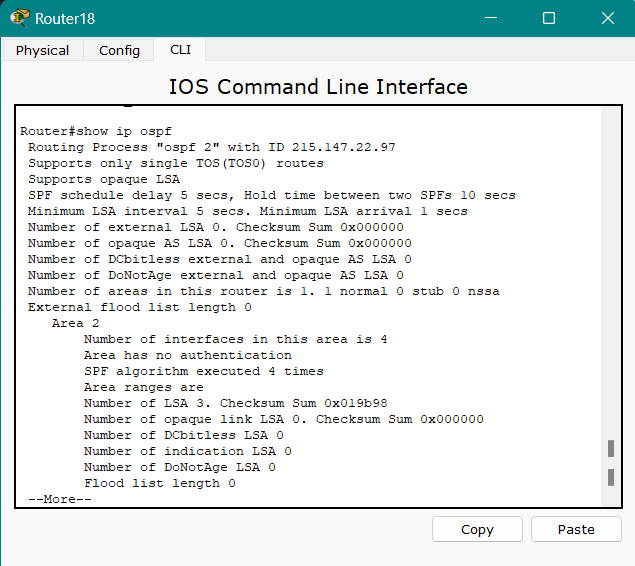 Router18
Physical Config CLI
IOS Command Line Interface
Router#show ip ospf
Routing Process "ospf 2" with ID 215.147.22.97
Supports only single TOS(TOS0) routes
Supports opaque LSA
SPF schedule delay 5 secs, Hold time between two SPFs 10 secs
Minimum LSA interval 5 secs. Minimum LSA arrival 1 secs
Number of external LSA 0. Checksum Sum 0x000000
Number of opaque AS LSA 0. Checksum Sum 0x000000
Number of DCbitless external and opaque AS LSA 0
Number of DoNotAge external and opaque AS LSA 0
Number of areas in this router is 1. 1 normal 0 stub 0 nssa
External flood list length 0
Area 2
Number of interfaces in this area is 4
Area has no authentication
SPF algorithm executed 4 times
Area ranges are
Number of LSA 3. Checksum Sum 0x019b98
Number of opaque link LSA 0. Checksum Sum 0x000000
Number of DCbitless LSA 0
Number of indication LSA 0
Number of DoNotAge LSA 0
Flood list length 0
--More--
Copy Paste